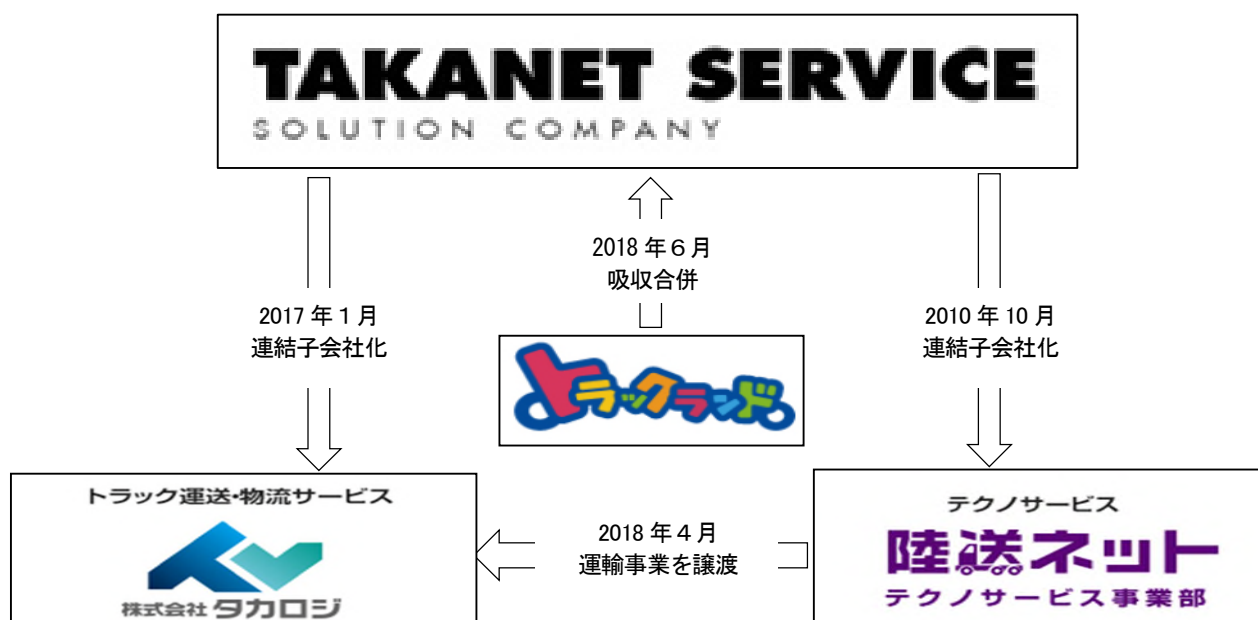 TAKANET SERVICE
SOLUTION COMPANY
2018年6月
吸収合併
2017年1月
連結子会社化
2010年10月
連結子会社化
トラックランド
トラック運送・物流サービス
株式会社タカロジ
2018年4月
運輸事業を譲渡
テクノサービス
陸送ネット
テクノサービス事業部